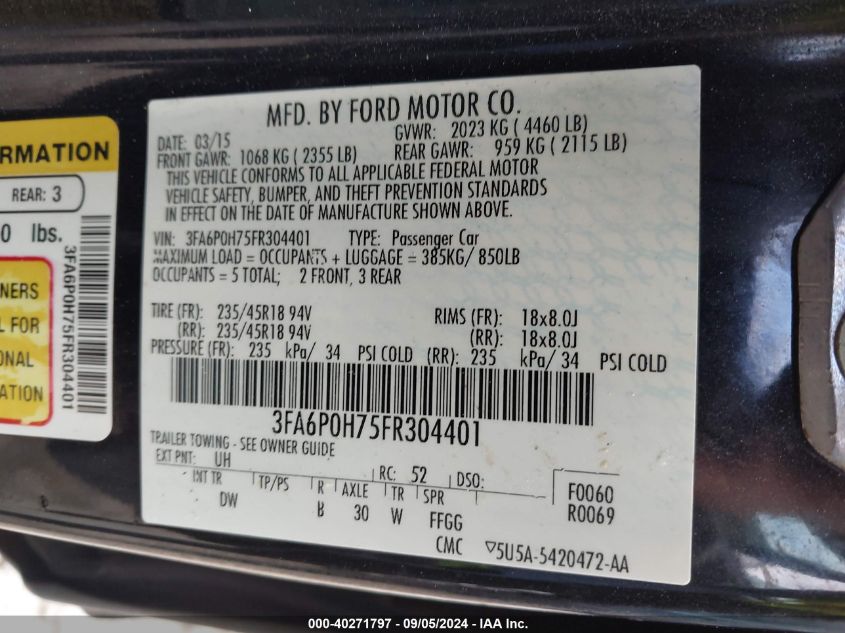 MFD. BY FORD MOTOR CO.
DATE: 03/15 GVWR: 2023 KG ( 4460 LB)
FRONT GAWR: 1068 KG ( 2355 LB) REAR GAWR: 959 KG ( 2115 LB)
THIS VEHICLE CONFORMS TO ALL APPLICABLE FEDERAL MOTOR
VEHICLE SAFETY, BUMPER, AND THEFT PREVENTION STANDARDS
IN EFFECT ON THE DATE OF MANUFACTURE SHOWN ABOVE.
VIN: 3FA6P0H75FR304401 TYPE: Passenger Car
MAXIMUM LOAD = OCCUPANTS + LUGGAGE = 385KG/ 850LB
OCCUPANTS = 5 TOTAL; 2 FRONT, 3 REAR
TIRE (FR): 235/45R18 94V RIMS (FR): 18x8.0J
(RR): 235/45R18 94V (RR): 18x8.0J
PRESSURE (FR): 235 kPa/ 34 PSI COLD (RR): 235 kPa/ 34 PSI COLD
3FA6P0H75FR304401
TRAILER TOWING - SEE OWNER GUIDE
EXT PNT: UH RC: 52 DSO:
INT TR TP/PS R AXLE TR SPR F0060
DW B 30 W FFGG R0069
CMC ▽5U5A-5420472-AA
RMATION
REAR: 3
0 lbs.
NERS
L FOR
ONAL
ATION
3FA6P0H75FR304401
000-40271797 - 09/05/2024 - IAA Inc.